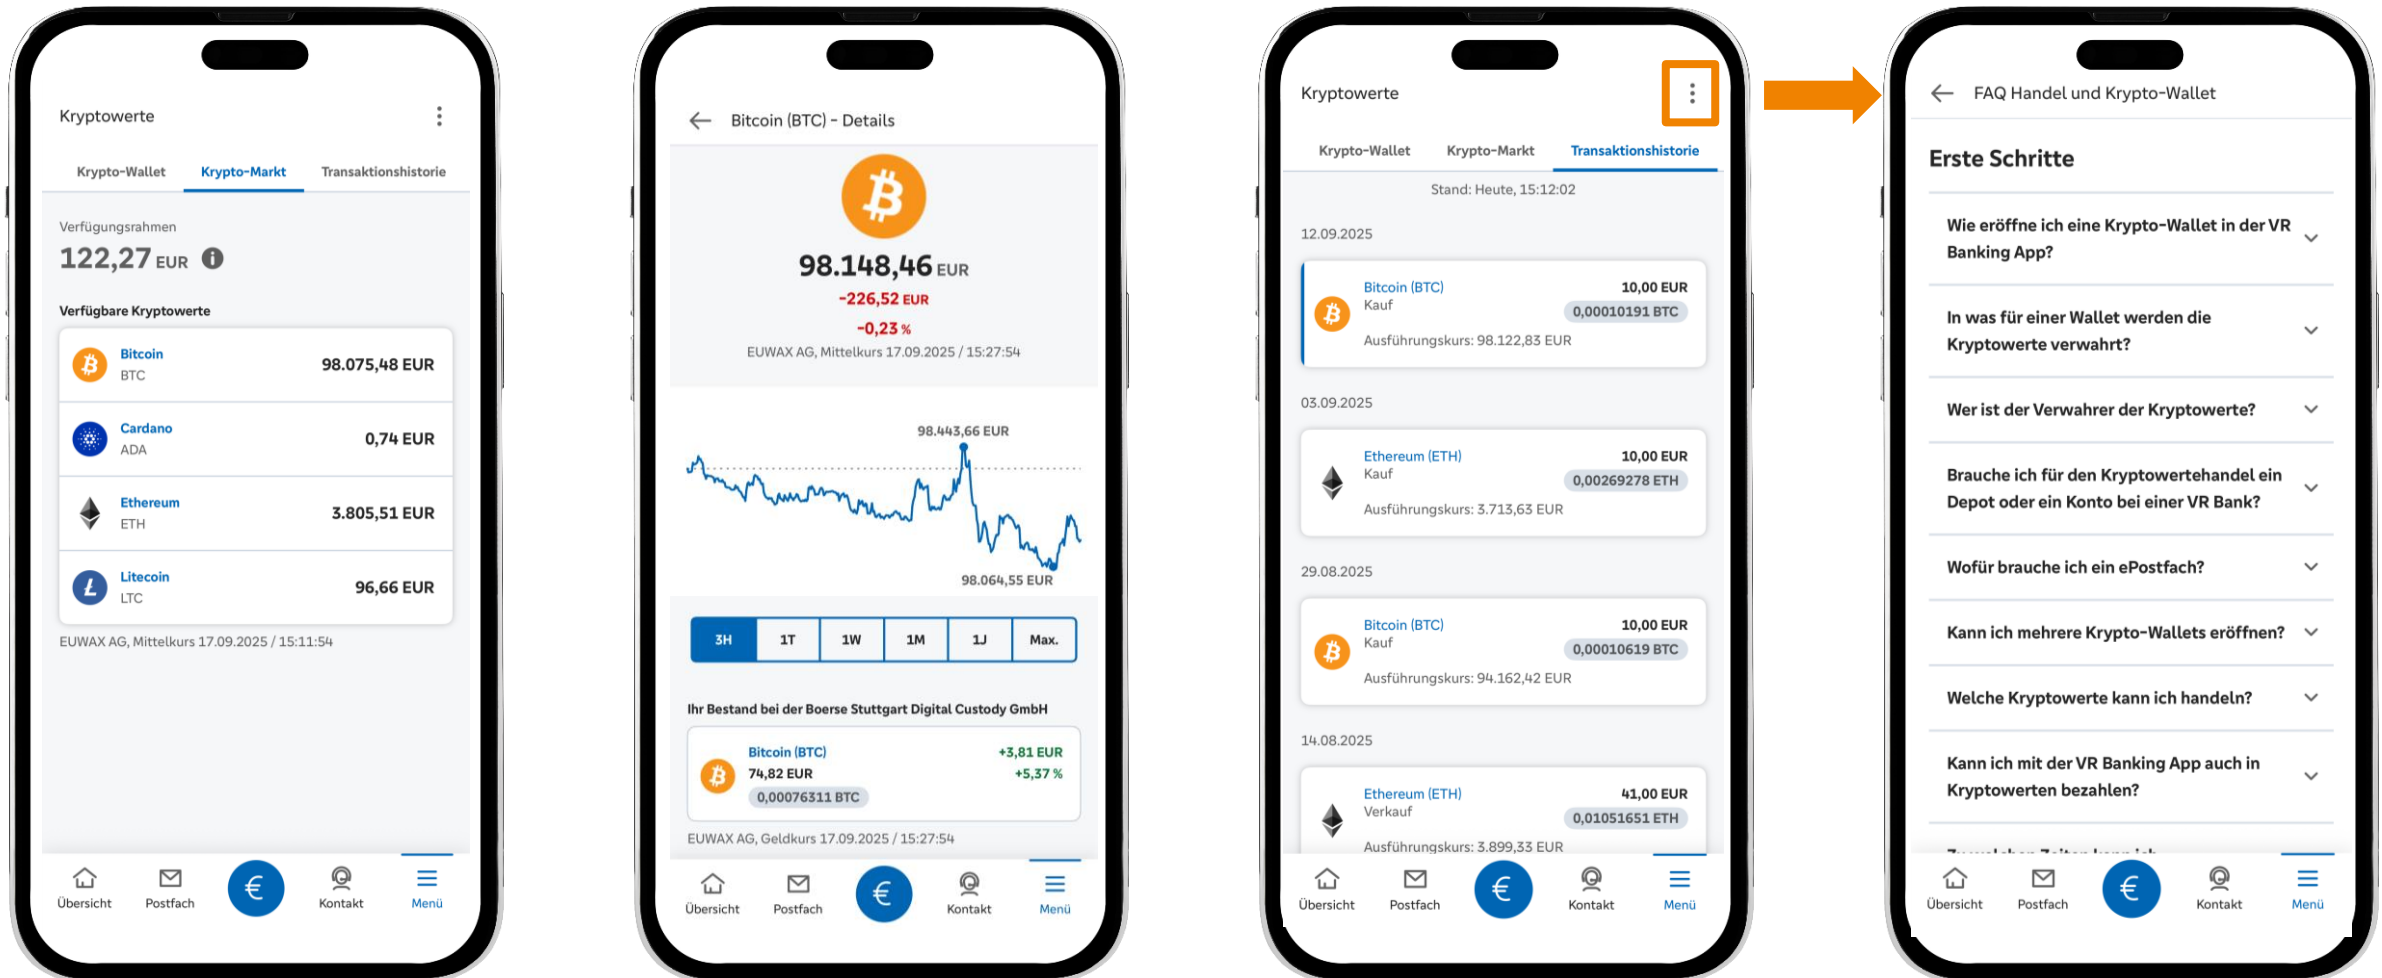 Kryptowerte
Krypto-Wallet Krypto-Markt Transaktionshistorie
Verfügungsrahmen
122,27 EUR
Verfügbare Kryptowerte
Bitcoin
BTC
98.075,48 EUR
Cardano
ADA
0,74 EUR
Ethereum
ETH
3.805,51 EUR
Litecoin
LTC
96,66 EUR
EUWAX AG, Mittelkurs 17.09.2025 / 15:11:54
Übersicht Postfach € Kontakt Menü
Bitcoin (BTC) - Details
98.148,46 EUR
-226,52 EUR
-0,23 %
EUWAX AG, Mittelkurs 17.09.2025 / 15:27:54
98.443,66 EUR
98.064,55 EUR
3H 1T 1W 1M 1J Max.
Ihr Bestand bei der Boerse Stuttgart Digital Custody GmbH
Bitcoin (BTC) +3,81 EUR
74,82 EUR +5,37 %
0,00076311 BTC
EUWAX AG, Geldkurs 17.09.2025 / 15:27:54
Übersicht Postfach € Kontakt Menü
Kryptowerte
Krypto-Wallet Krypto-Markt Transaktionshistorie
Stand: Heute, 15:12:02
12.09.2025
Bitcoin (BTC) 10,00 EUR
Kauf 0,00010191 BTC
Ausführungskurs: 98.122,83 EUR
03.09.2025
Ethereum (ETH) 10,00 EUR
Kauf 0,00269278 ETH
Ausführungskurs: 3.713,63 EUR
29.08.2025
Bitcoin (BTC) 10,00 EUR
Kauf 0,00010619 BTC
Ausführungskurs: 94.162,42 EUR
14.08.2025
Ethereum (ETH) 41,00 EUR
Verkauf 0,01051651 ETH
Ausführungskurs: 3.899,33 EUR
Übersicht Postfach € Kontakt Menü
FAQ Handel und Krypto-Wallet
Erste Schritte
Wie eröffne ich eine Krypto-Wallet in der VR
Banking App?
In was für einer Wallet werden die
Kryptowerte verwahrt?
Wer ist der Verwahrer der Kryptowerte?
Brauche ich für den Kryptowertehandel ein
Depot oder ein Konto bei einer VR Bank?
Wofür brauche ich ein ePostfach?
Kann ich mehrere Krypto-Wallets eröffnen?
Welche Kryptowerte kann ich handeln?
Kann ich mit der VR Banking App auch in
Kryptowerten bezahlen?
Übersicht Postfach € Kontakt Menü